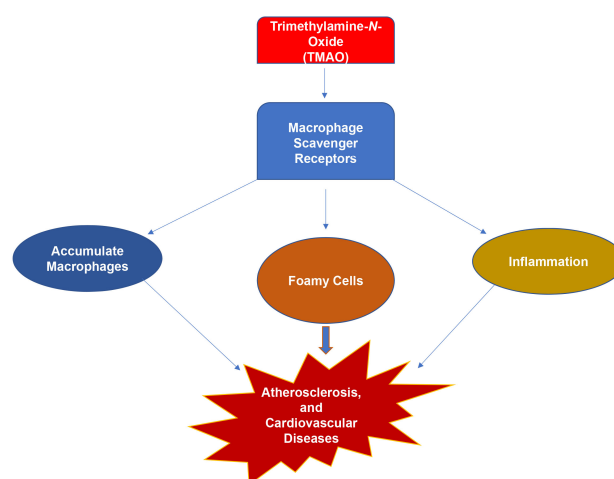 Trimethylamine-N-
Oxide
(TMAO)
Macrophage
Scavenger
Receptors
Accumulate
Macrophages
Foamy Cells
Inflammation
Atherosclerosis,
and
Cardiovascular
Diseases